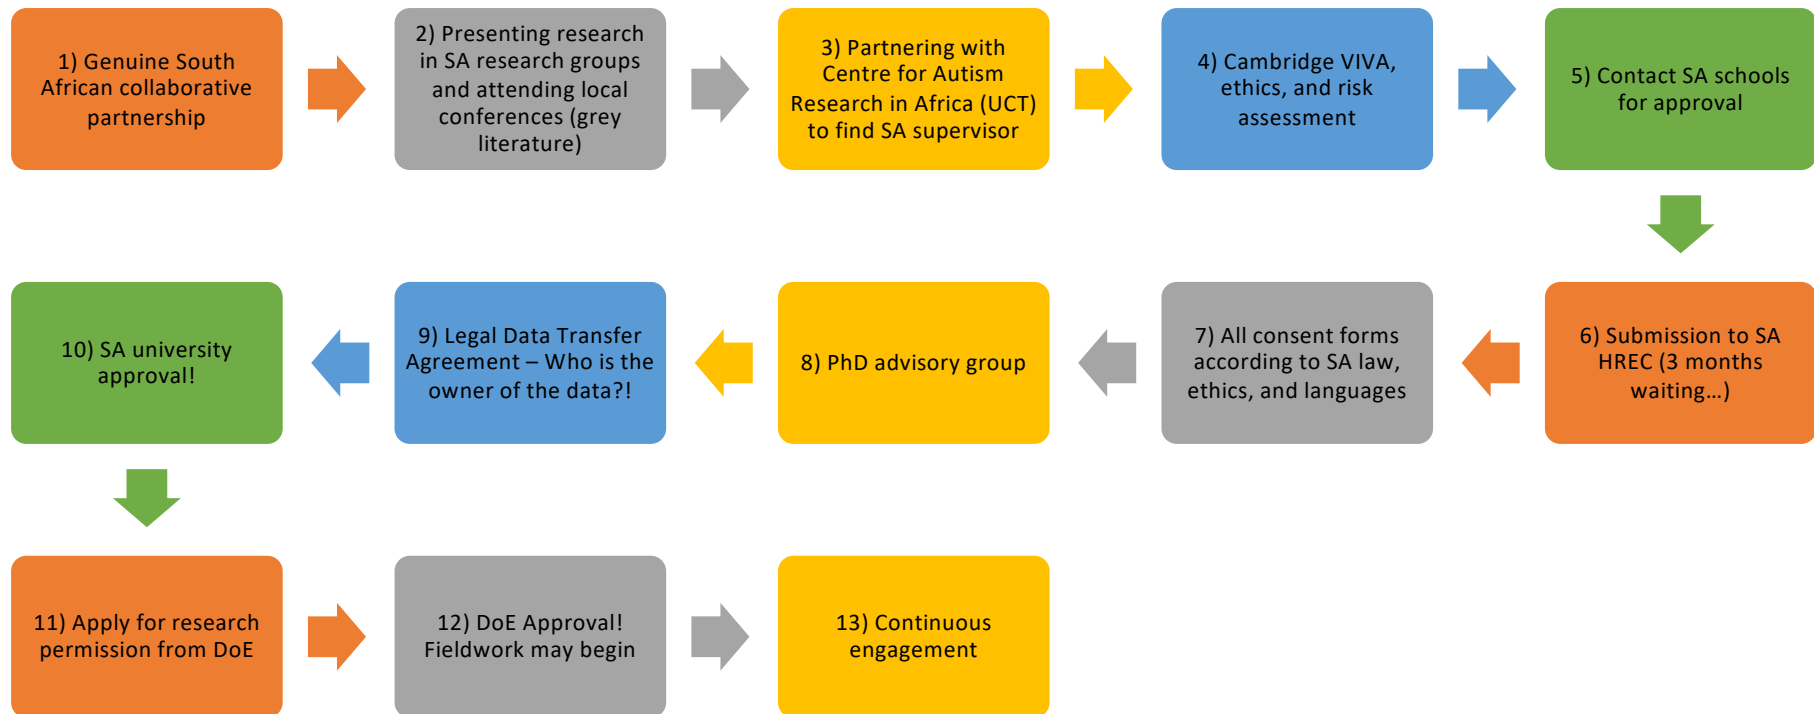 1) Genuine South
African collaborative
partnership
2) Presenting research
in SA research groups
and attending local
conferences (grey
literature)
3) Partnering with
Centre for Autism
Research in Africa (UCT)
to find SA supervisor
4) Cambridge VIVA,
ethics, and risk
assessment
5) Contact SA schools
for approval
6) Submission to SA
HREC (3 months
waiting…)
7) All consent forms
according to SA law,
ethics, and languages
8) PhD advisory group
9) Legal Data Transfer
Agreement – Who is the
owner of the data?!
10) SA university
approval!
11) Apply for research
permission from DoE
12) DoE Approval!
Fieldwork may begin
13) Continuous
engagement